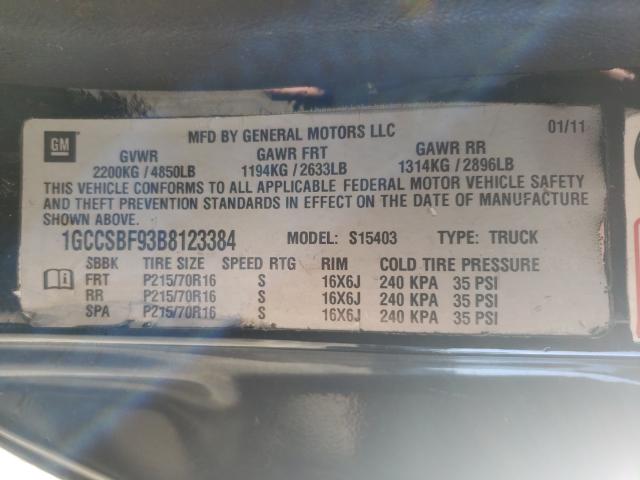 GM
MFD BY GENERAL MOTORS LLC 01/11
GVWR GAWR FRT GAWR RR
2200KG / 4850LB 1194KG / 2633LB 1314KG / 2896LB
THIS VEHICLE CONFORMS TO ALL APPLICABLE FEDERAL MOTOR VEHICLE SAFETY
AND THEFT PREVENTION STANDARDS IN EFFECT ON THE DATE OF MANUFACTURE
SHOWN ABOVE.
1GCCSBF93B8123384 MODEL: S15403 TYPE: TRUCK
SBBK TIRE SIZE SPEED RTG RIM COLD TIRE PRESSURE
FRT P215/70R16 S 16X6J 240 KPA 35 PSI
RR P215/70R16 S 16X6J 240 KPA 35 PSI
SPA P215/70R16 S 16X6J 240 KPA 35 PSI